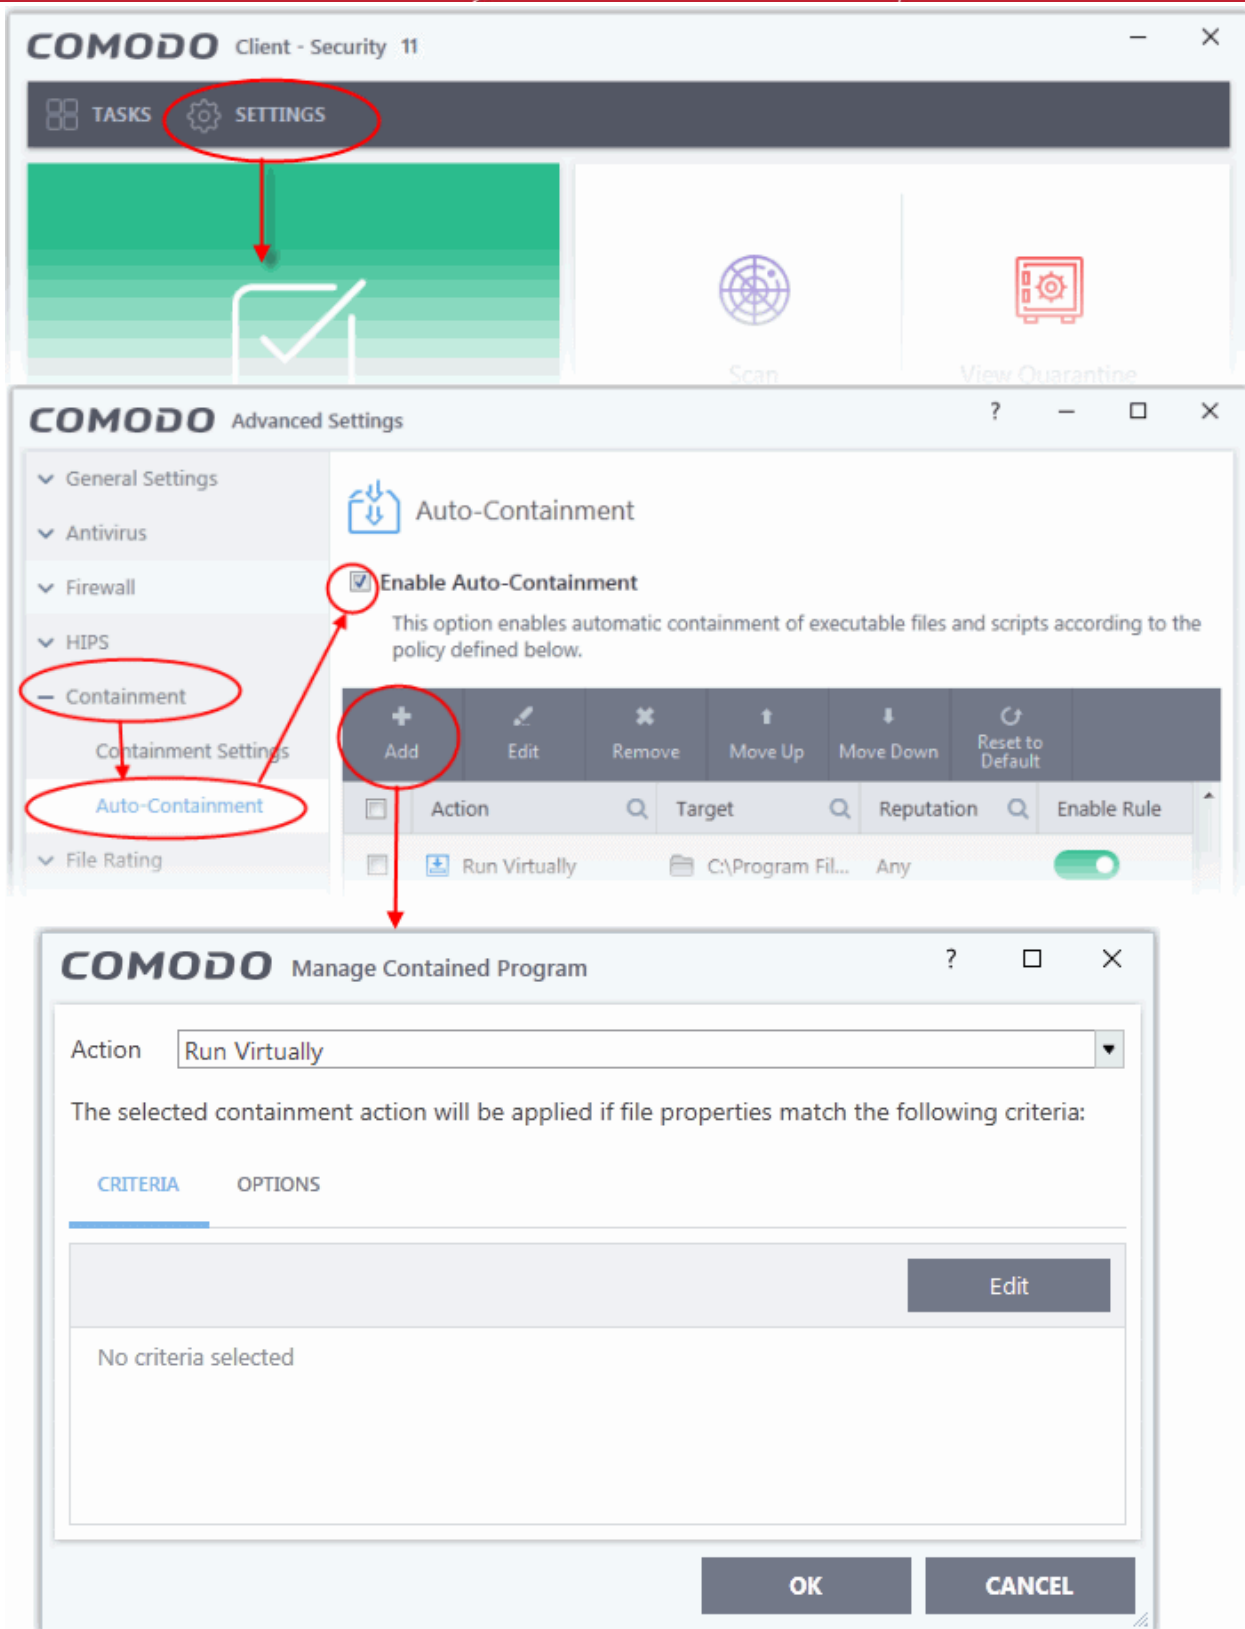 COMODO Client - Security 11
TASKS SETTINGS
Scan View Quarantine
COMODO Advanced Settings ?
General Settings
Antivirus
Firewall
HIPS
Containment
Containment Settings
Auto-Containment
File Rating
Auto-Containment
Enable Auto-Containment
This option enables automatic containment of executable files and scripts according to the
policy defined below.
Add Edit Remove Move Up Move Down Reset to
Default
Action Target Reputation Enable Rule
Run Virtually C:\Program Fil... Any
COMODO Manage Contained Program ?
Action Run Virtually
The selected containment action will be applied if file properties match the following criteria:
CRITERIA OPTIONS
Edit
No criteria selected
OK CANCEL